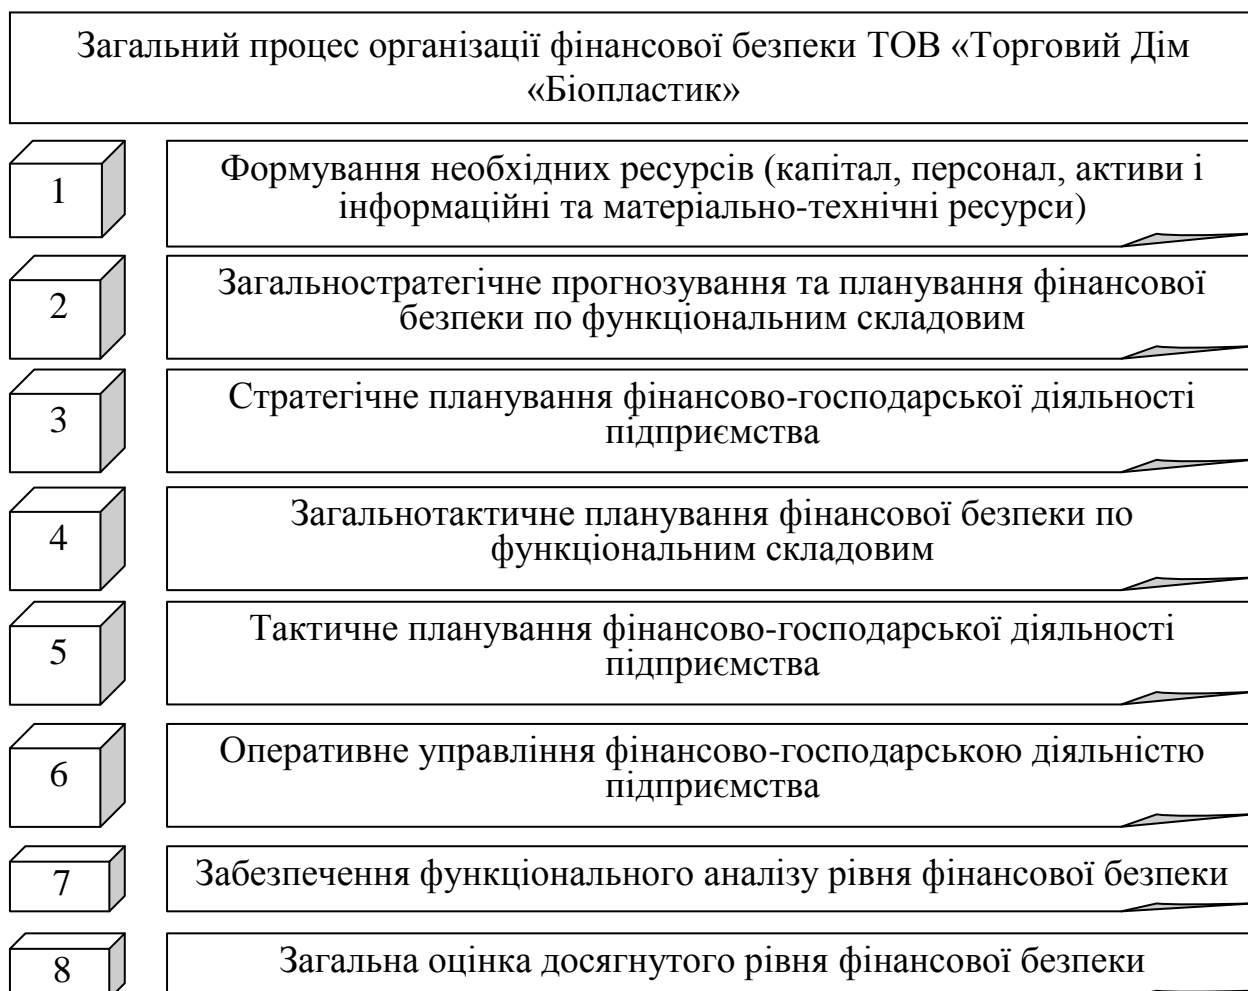 Загальний процес організації фінансової безпеки ТОВ «Торговий Дім
«Біопластик»
1
Формування необхідних ресурсів (капітал, персонал, активи і
інформаційні та матеріально-технічні ресурси)
2
Загальностратегічне прогнозування та планування фінансової
безпеки по функціональним складовим
3
Стратегічне планування фінансово-господарської діяльності
підприємства
4
Загальнотактичне планування фінансової безпеки по
функціональним складовим
5
Тактичне планування фінансово-господарської діяльності
підприємства
6
Оперативне управління фінансово-господарською діяльністю
підприємства
7
Забезпечення функціонального аналізу рівня фінансової безпеки
8
Загальна оцінка досягнутого рівня фінансової безпеки